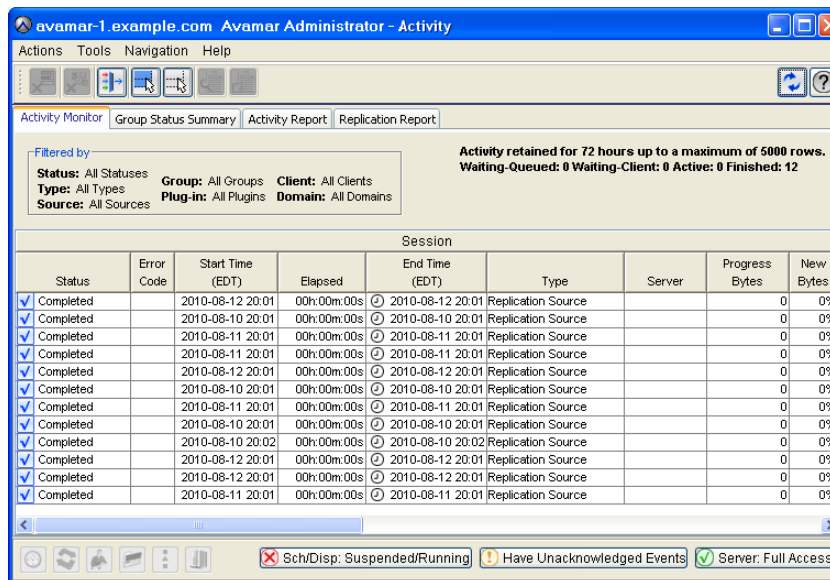 avamar-1.example.com Avamar Administrator - Activity
Actions Tools Navigation Help
Activity Monitor Group Status Summary Activity Report Replication Report
Filtered by
Status: All Statuses
Type: All Types
Source: All Sources
Group: All Groups Client: All Clients
Plug-in: All Plugins Domain: All Domains
Activity retained for 72 hours up to a maximum of 5000 rows.
Waiting-Queued: 0 Waiting-Client: 0 Active: 0 Finished: 12
Session
Status Error Code Start Time (EDT) Elapsed End Time (EDT) Type Server Progress Bytes New Bytes
Completed 2010-08-12 20:01 00h:00m:00s 2010-08-12 20:01 Replication Source 0 0%
Completed 2010-08-10 20:01 00h:00m:00s 2010-08-10 20:01 Replication Source 0 0%
Completed 2010-08-11 20:01 00h:00m:00s 2010-08-11 20:01 Replication Source 0 0%
Completed 2010-08-11 20:01 00h:00m:00s 2010-08-11 20:01 Replication Source 0 0%
Completed 2010-08-12 20:01 00h:00m:00s 2010-08-12 20:01 Replication Source 0 0%
Completed 2010-08-10 20:01 00h:00m:00s 2010-08-10 20:01 Replication Source 0 0%
Completed 2010-08-11 20:01 00h:00m:00s 2010-08-11 20:01 Replication Source 0 0%
Completed 2010-08-10 20:01 00h:00m:00s 2010-08-10 20:01 Replication Source 0 0%
Completed 2010-08-10 20:02 00h:00m:00s 2010-08-10 20:02 Replication Source 0 0%
Completed 2010-08-12 20:01 00h:00m:00s 2010-08-12 20:01 Replication Source 0 0%
Completed 2010-08-12 20:01 00h:00m:00s 2010-08-12 20:01 Replication Source 0 0%
Completed 2010-08-11 20:01 00h:00m:00s 2010-08-11 20:01 Replication Source 0 0%
Sch/Disp: Suspended/Running Have Unacknowledged Events Server: Full Access